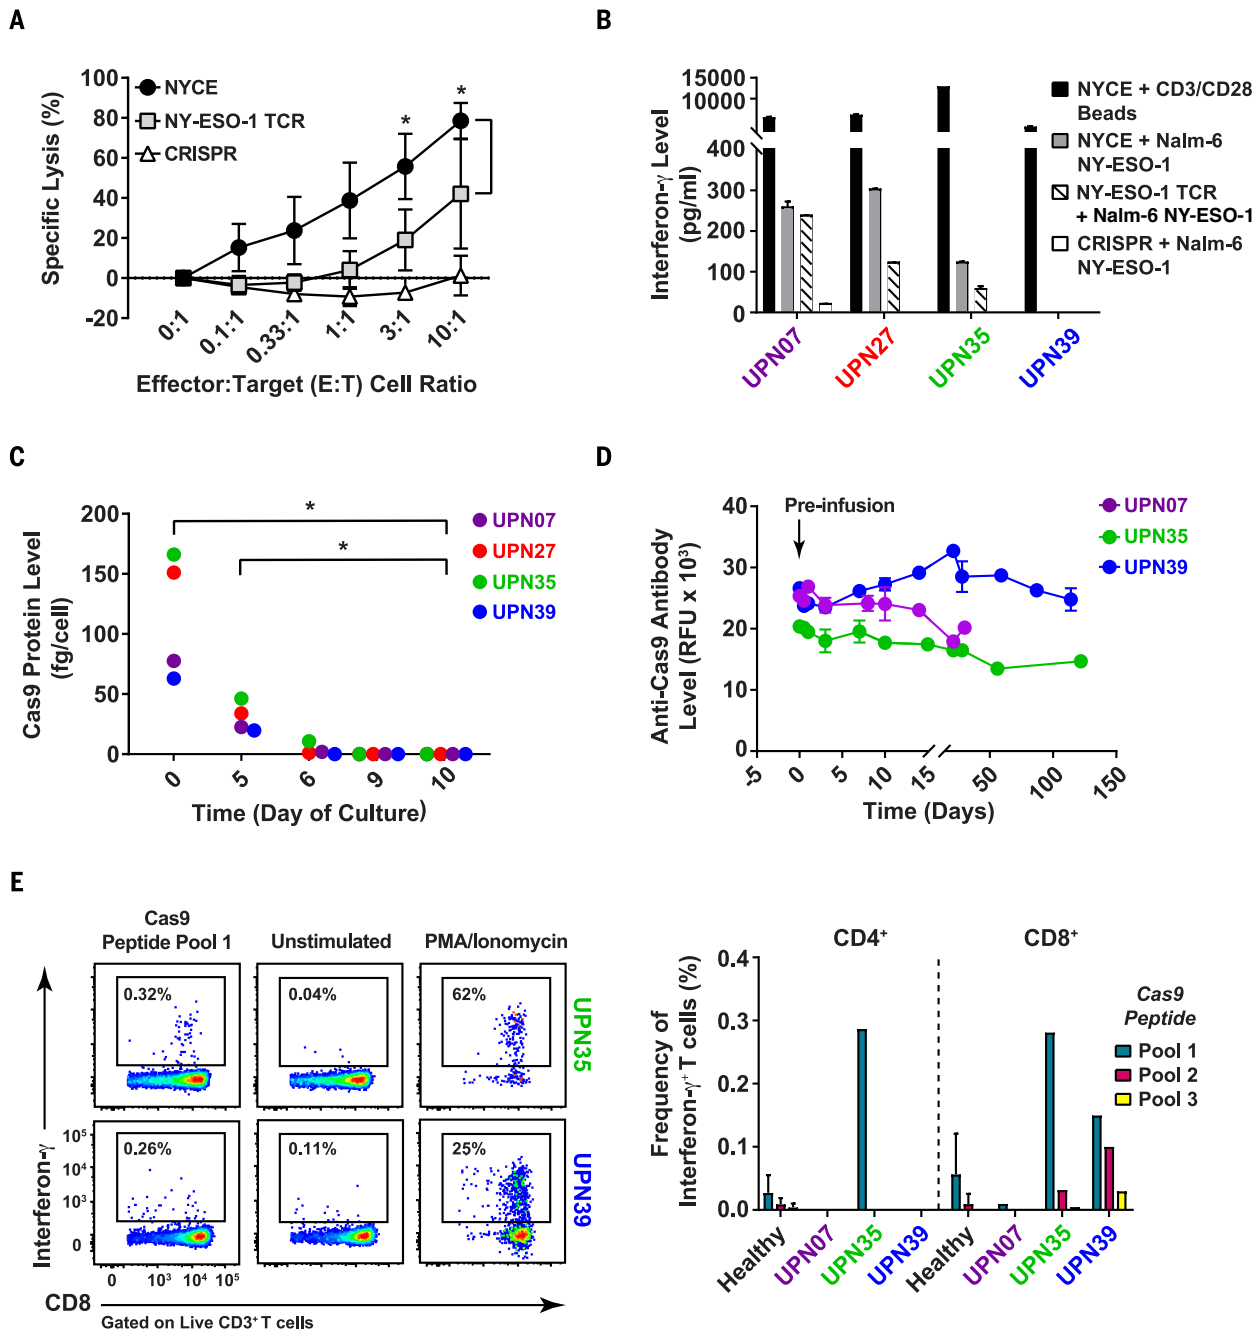 A
Specific Lysis (%)
100
80
60
40
20
0
-20
NYCE
NY-ESO-1 TCR
CRISPR
*
*
0:1
0.1:1
0.33:1
1:1
3:1
10:1
Effector:Target (E:T) Cell Ratio
B
Interferon-γ Level
(pg/ml)
15000
10000
400
300
200
100
0
NYCE + CD3/CD28
Beads
NYCE + Nalm-6
NY-ESO-1
NY-ESO-1 TCR
+ Nalm-6 NY-ESO-1
CRISPR + Nalm-6
NY-ESO-1
UPN07
UPN27
UPN35
UPN39
C
Cas9 Protein Level
(fg/cell)
200
150
100
50
0
*
*
UPN07
UPN27
UPN35
UPN39
0
5
6
9
10
Time (Day of Culture)
D
Anti-Cas9 Antibody
Level (RFU x 10³)
40
30
20
10
0
Pre-infusion
UPN07
UPN35
UPN39
-5
0
5
10
15
50
100
150
Time (Days)
E
Cas9
Peptide Pool 1
Unstimulated
PMA/Ionomycin
0.32%
0.04%
62%
UPN35
0.26%
0.11%
25%
UPN39
Interferon-γ
10⁵
10⁴
10³
0
0
10³
10⁴
10⁵
0
10³
10⁴
10⁵
0
10³
10⁴
10⁵
CD8
Gated on Live CD3⁺ T cells
CD4⁺
CD8⁺
Frequency of
Interferon-γ⁺ T cells (%)
0.4
0.3
0.2
0.1
0.0
Cas9
Peptide
Pool 1
Pool 2
Pool 3
Healthy
UPN07
UPN35
UPN39
Healthy
UPN07
UPN35
UPN39